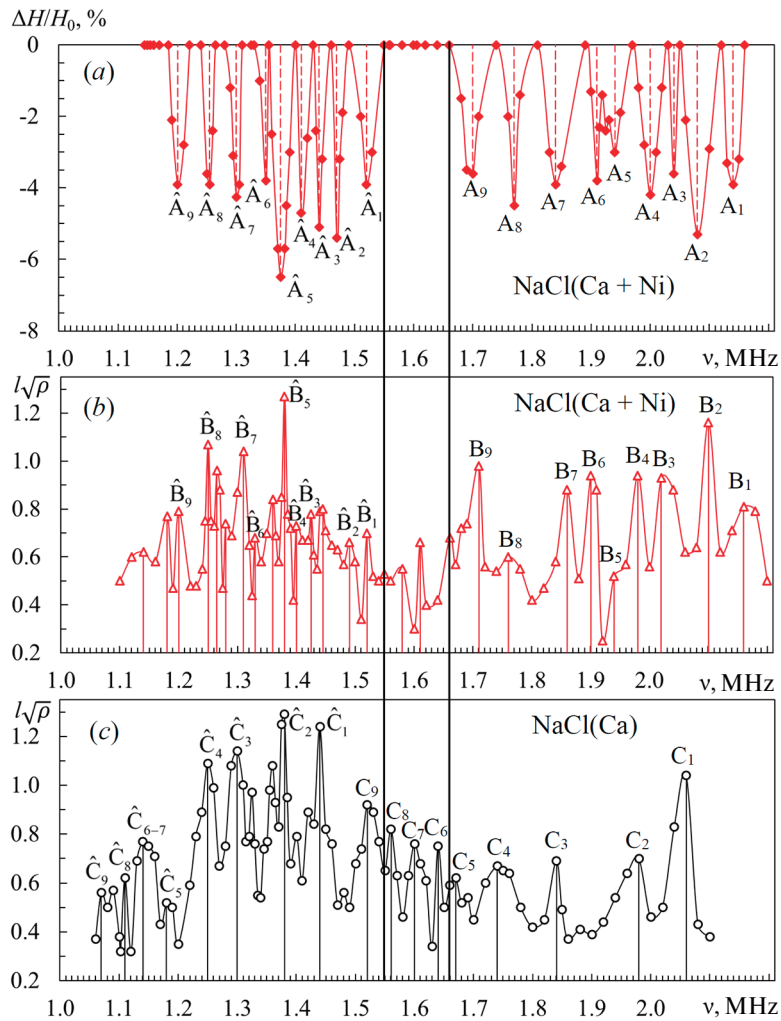 ΔH/H₀, %
(a)
0
-2
-4
-6
-8
Â₉ Â₈ Â₇ Â₆ Â₅ Â₄ Â₃ Â₂ Â₁ A₉ A₈ A₇ A₆ A₅ A₄ A₃ A₂ A₁
NaCl(Ca + Ni)
1.0 1.2 1.3 1.4 1.5 1.6 1.7 1.8 1.9 2.0 ν, MHz
l√ρ
(b)
NaCl(Ca + Ni)
1.2
1.0
0.8
0.6
0.4
0.2
B̂₉ B̂₈ B̂₇ B̂₆ B̂₅ B̂₄ B̂₃ B̂₂ B̂₁ B₉ B₈ B₇ B₆ B₅ B₄ B₃ B₂ B₁
1.0 1.1 1.2 1.3 1.4 1.5 1.6 1.7 1.8 1.9 2.0 ν, MHz
l√ρ
(c)
NaCl(Ca)
1.2
1.0
0.8
0.6
0.4
0.2
Ĉ₉ Ĉ₈ Ĉ₆₋₇ Ĉ₅ Ĉ₄ Ĉ₃ Ĉ₂ Ĉ₁ C₉ C₈ C₇ C₆ C₅ C₄ C₃ C₂ C₁
1.0 1.1 1.2 1.3 1.4 1.5 1.6 1.7 1.8 1.9 2.0 ν, MHz